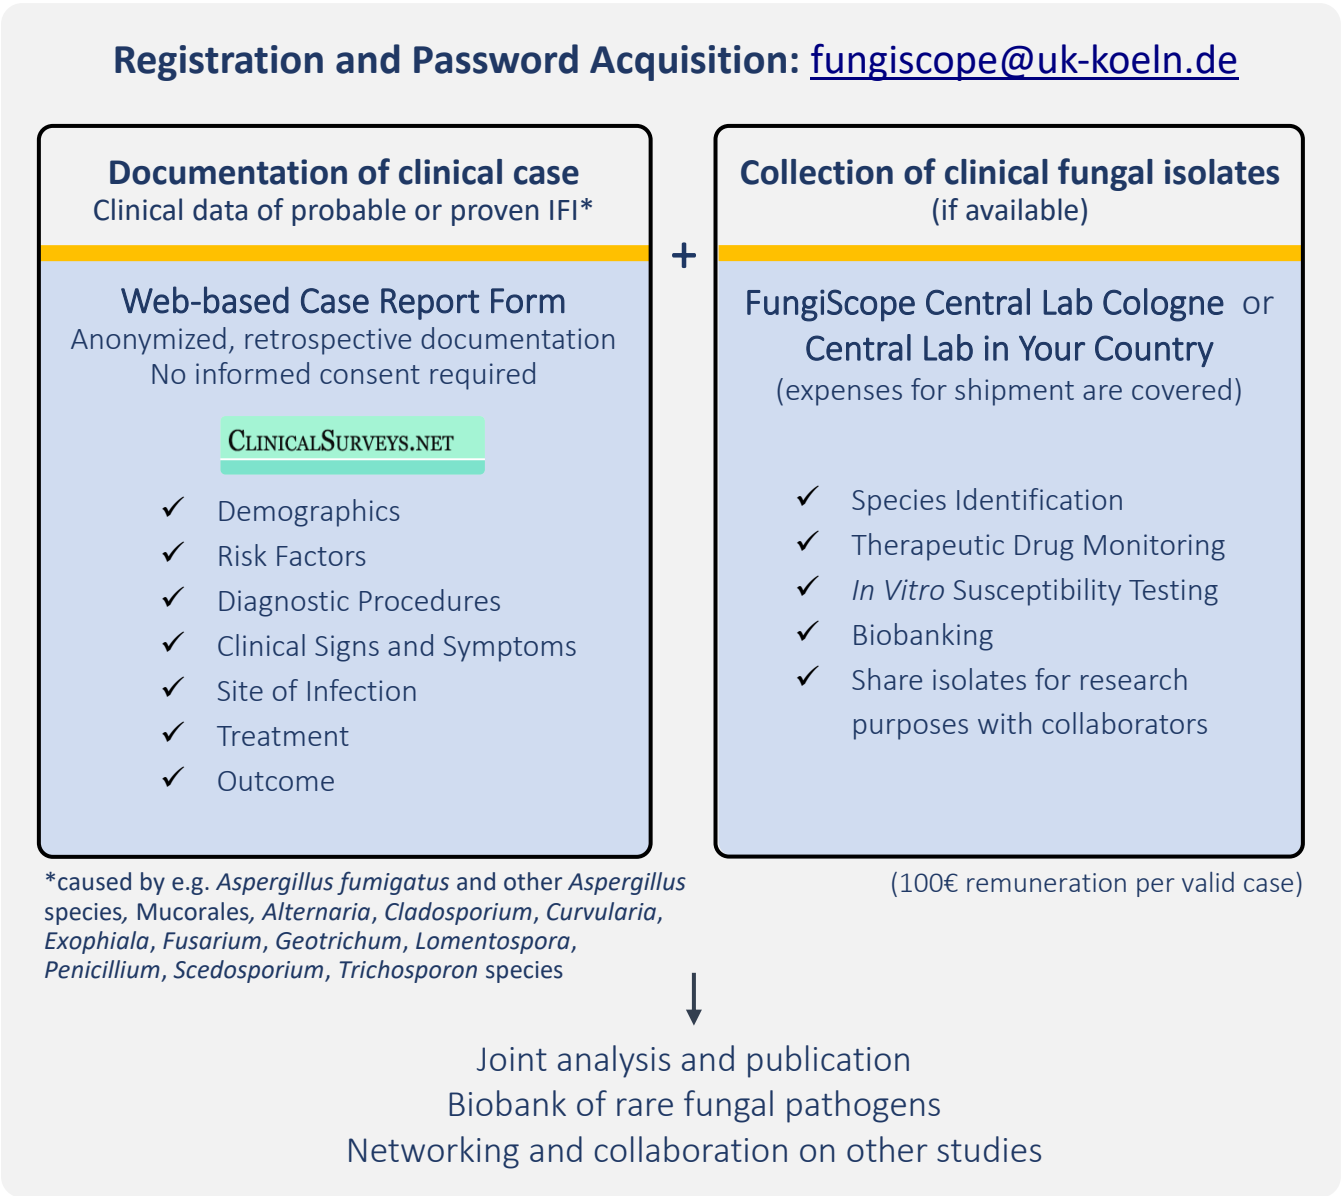 Registration and Password Acquisition: fungiscope@uk-koeln.de
Documentation of clinical case
Clinical data of probable or proven IFI*
Web-based Case Report Form
Anonymized, retrospective documentation
No informed consent required
CLINICALSURVEYS.NET
✓ Demographics
✓ Risk Factors
✓ Diagnostic Procedures
✓ Clinical Signs and Symptoms
✓ Site of Infection
✓ Treatment
✓ Outcome
+
Collection of clinical fungal isolates
(if available)
FungiScope Central Lab Cologne or
Central Lab in Your Country
(expenses for shipment are covered)
✓ Species Identification
✓ Therapeutic Drug Monitoring
✓ In Vitro Susceptibility Testing
✓ Biobanking
✓ Share isolates for research
purposes with collaborators
*caused by e.g. Aspergillus fumigatus and other Aspergillus
species, Mucorales, Alternaria, Cladosporium, Curvularia,
Exophiala, Fusarium, Geotrichum, Lomentospora,
Penicillium, Scedosporium, Trichosporon species
(100€ remuneration per valid case)
Joint analysis and publication
Biobank of rare fungal pathogens
Networking and collaboration on other studies